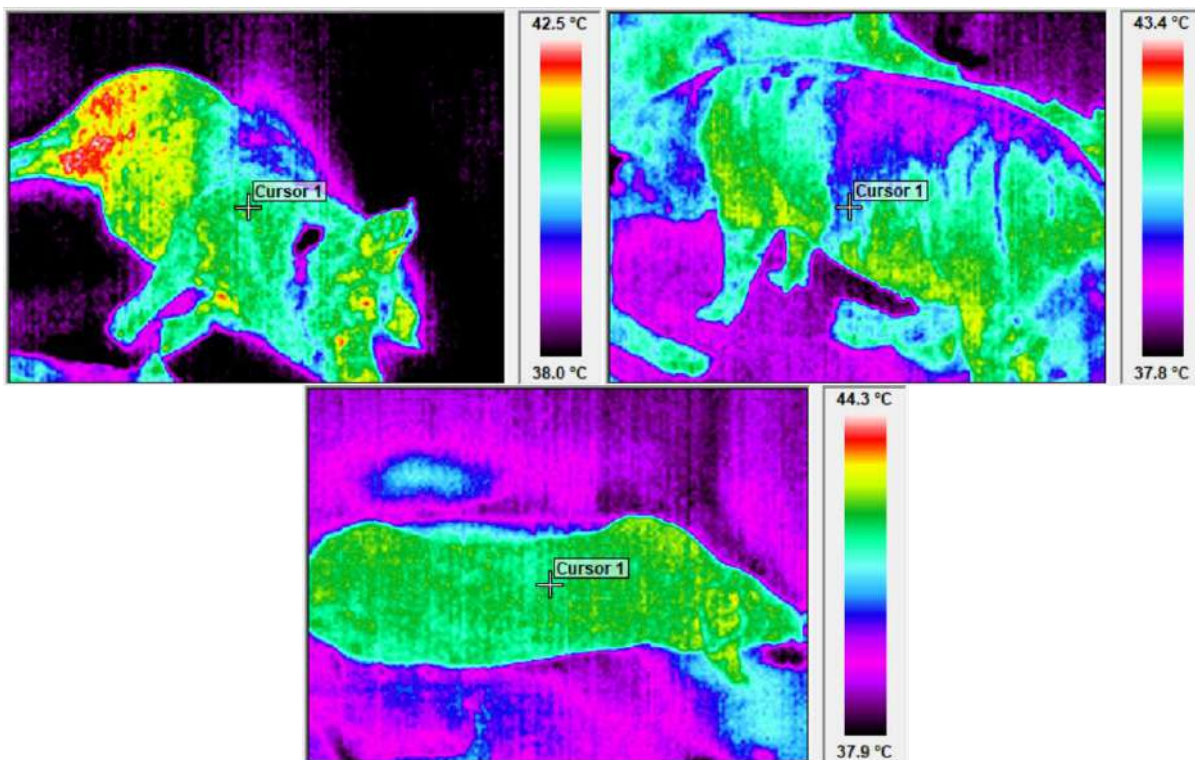 42.5 °C
Cursor 1
38.0 °C
43.4 °C
Cursor 1
37.8 °C
44.3 °C
Cursor 1
37.9 °C